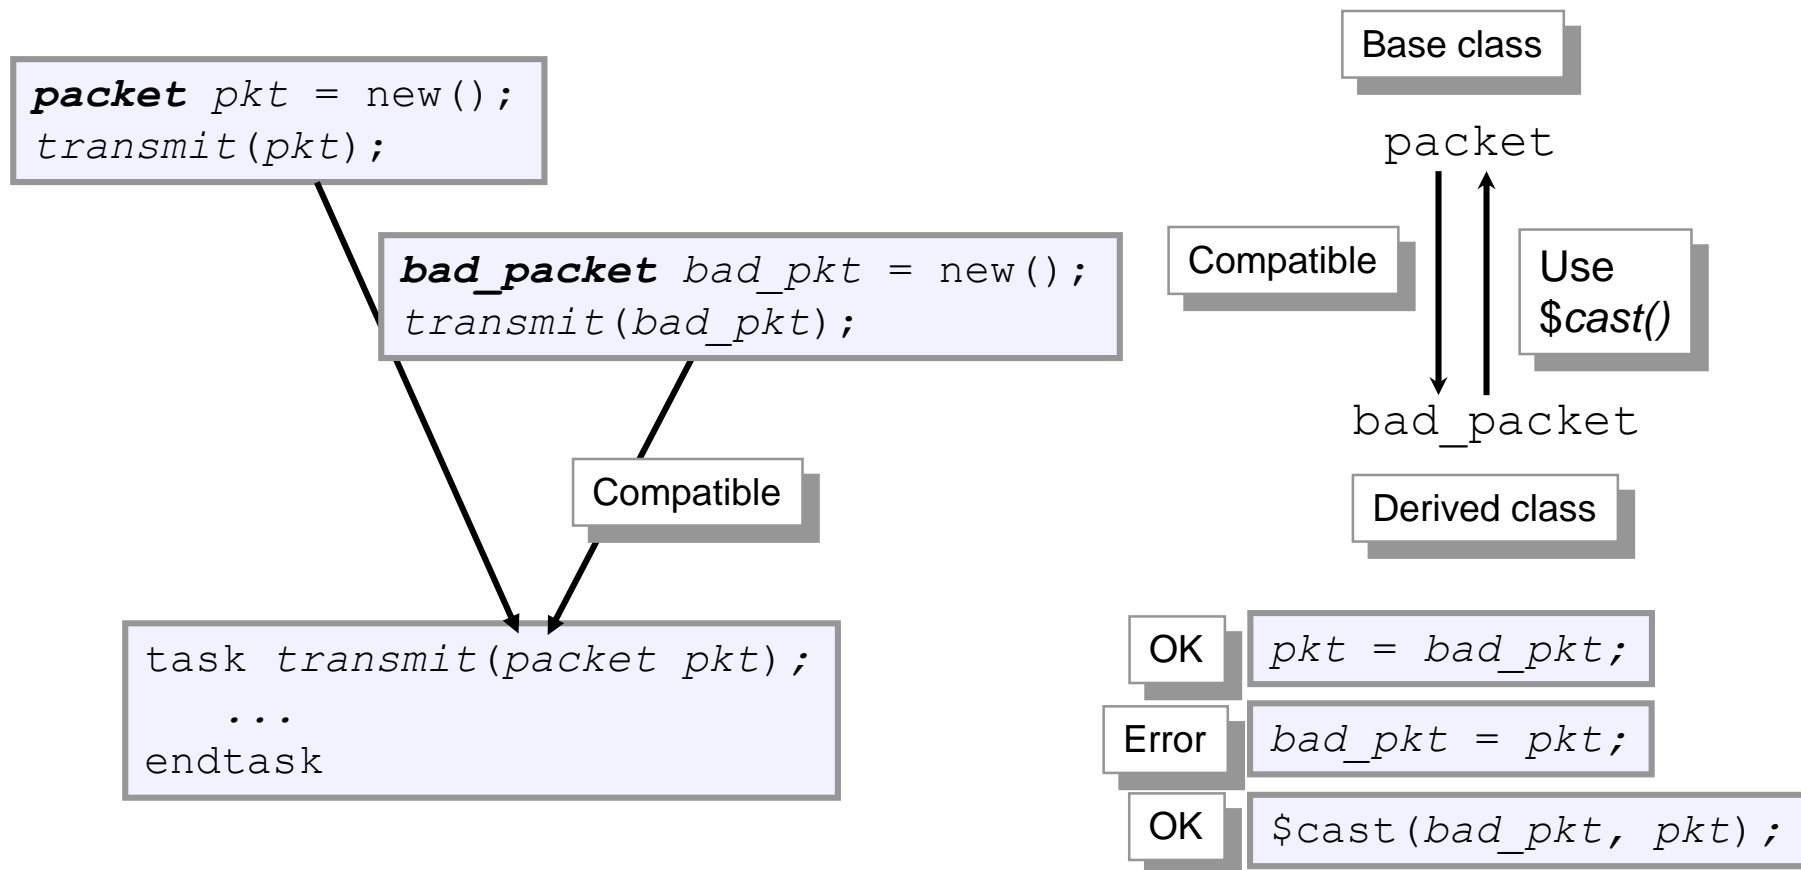 packet pkt = new();
transmit(pkt);
bad_packet bad_pkt = new();
transmit(bad_pkt);
Compatible
task transmit(packet pkt);
...
endtask
Base class
packet
Compatible
Use
$cast()
bad_packet
Derived class
OK
pkt = bad_pkt;
Error
bad_pkt = pkt;
OK
$cast(bad_pkt, pkt);